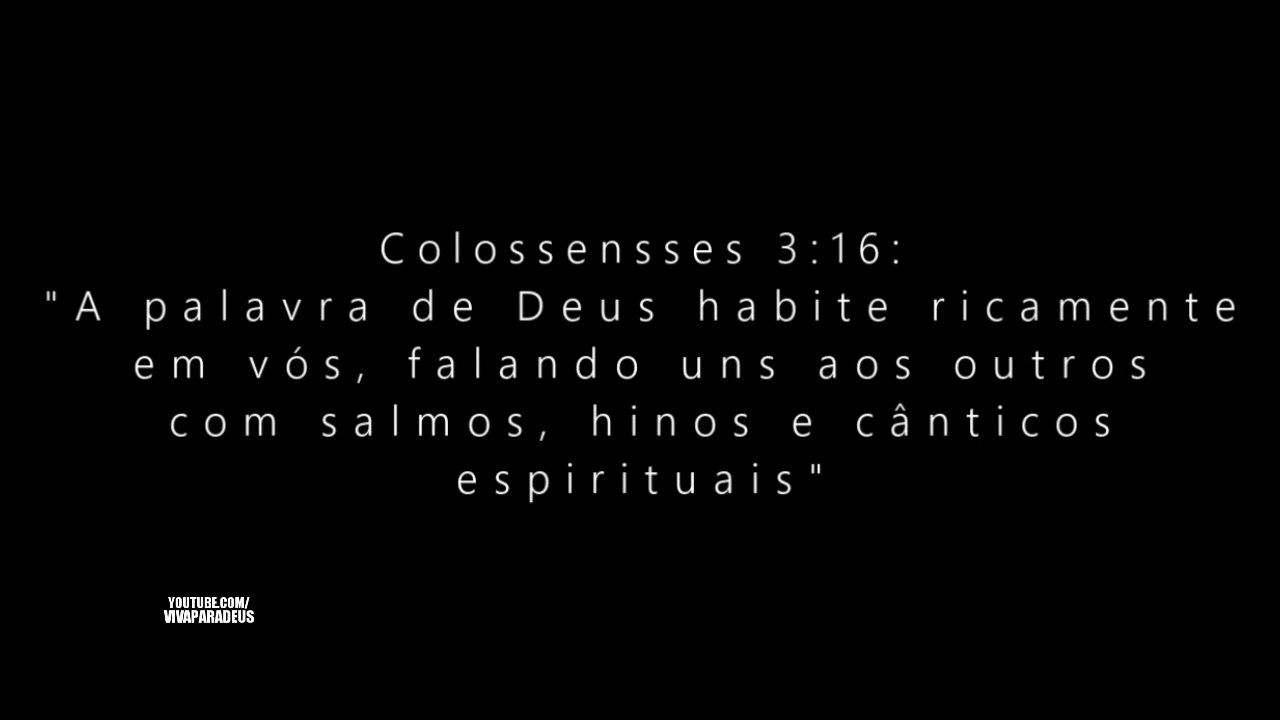 Colossensses 3:16:
"A palavra de Deus habite ricamente
em vós, falando uns aos outros
com salmos, hinos e cânticos
espirituais"
YOUTUBE.COM/
VIVAPARADEUS